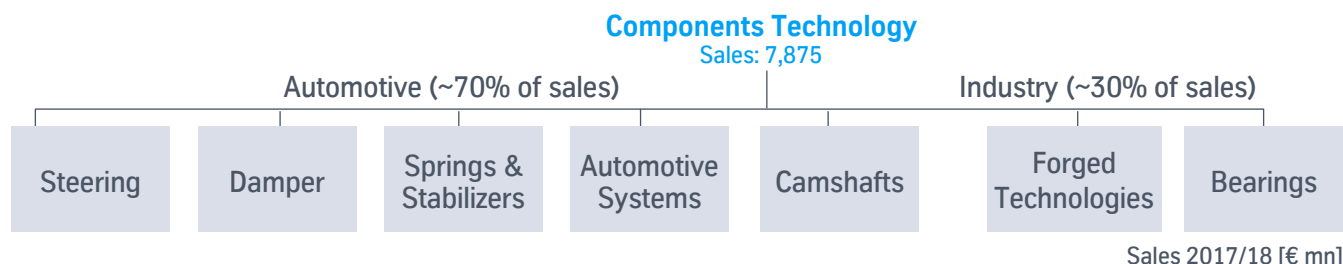 Components Technology
Sales: 7,875
Automotive (~70% of sales)
Industry (~30% of sales)
Steering
Damper
Springs &
Stabilizers
Automotive
Systems
Camshafts
Forged
Technologies
Bearings
Sales 2017/18 [€ mn]